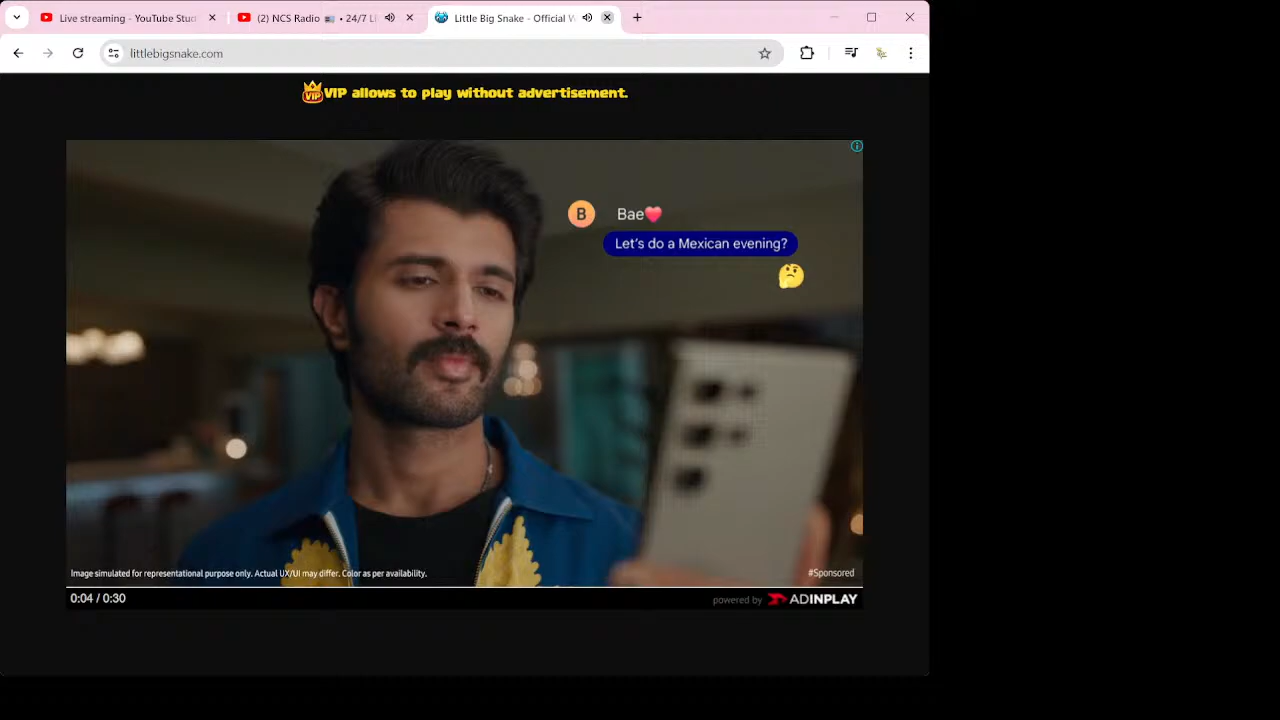 Live streaming - YouTube Stud
(2) NCS Radio • 24/7 Li
Little Big Snake - Official W
littlebigsnake.com
VIP
VIP allows to play without advertisement.
B
Bae
Let's do a Mexican evening?
Image simulated for representational purpose only. Actual UX/UI may differ. Color as per availability.
#Sponsored
0:04 / 0:30
powered by ADINPLAY